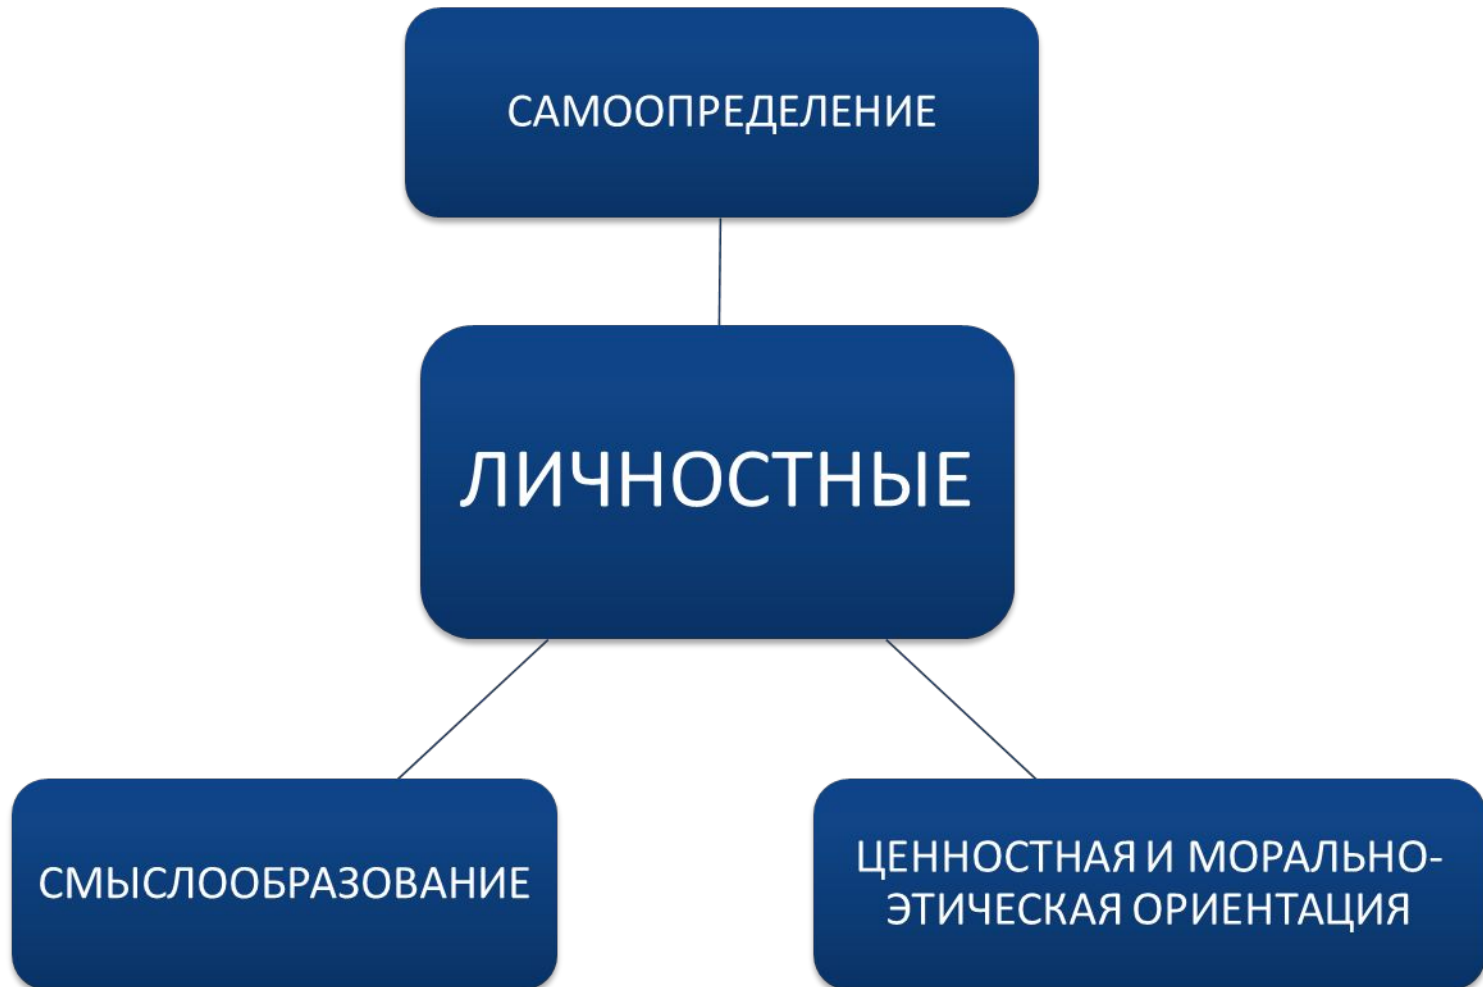 САМООПРЕДЕЛЕНИЕ
ЛИЧНОСТНЫЕ
СМЫСЛООБРАЗОВАНИЕ
ЦЕННОСТНАЯ И МОРАЛЬНО-
ЭТИЧЕСКАЯ ОРИЕНТАЦИЯ